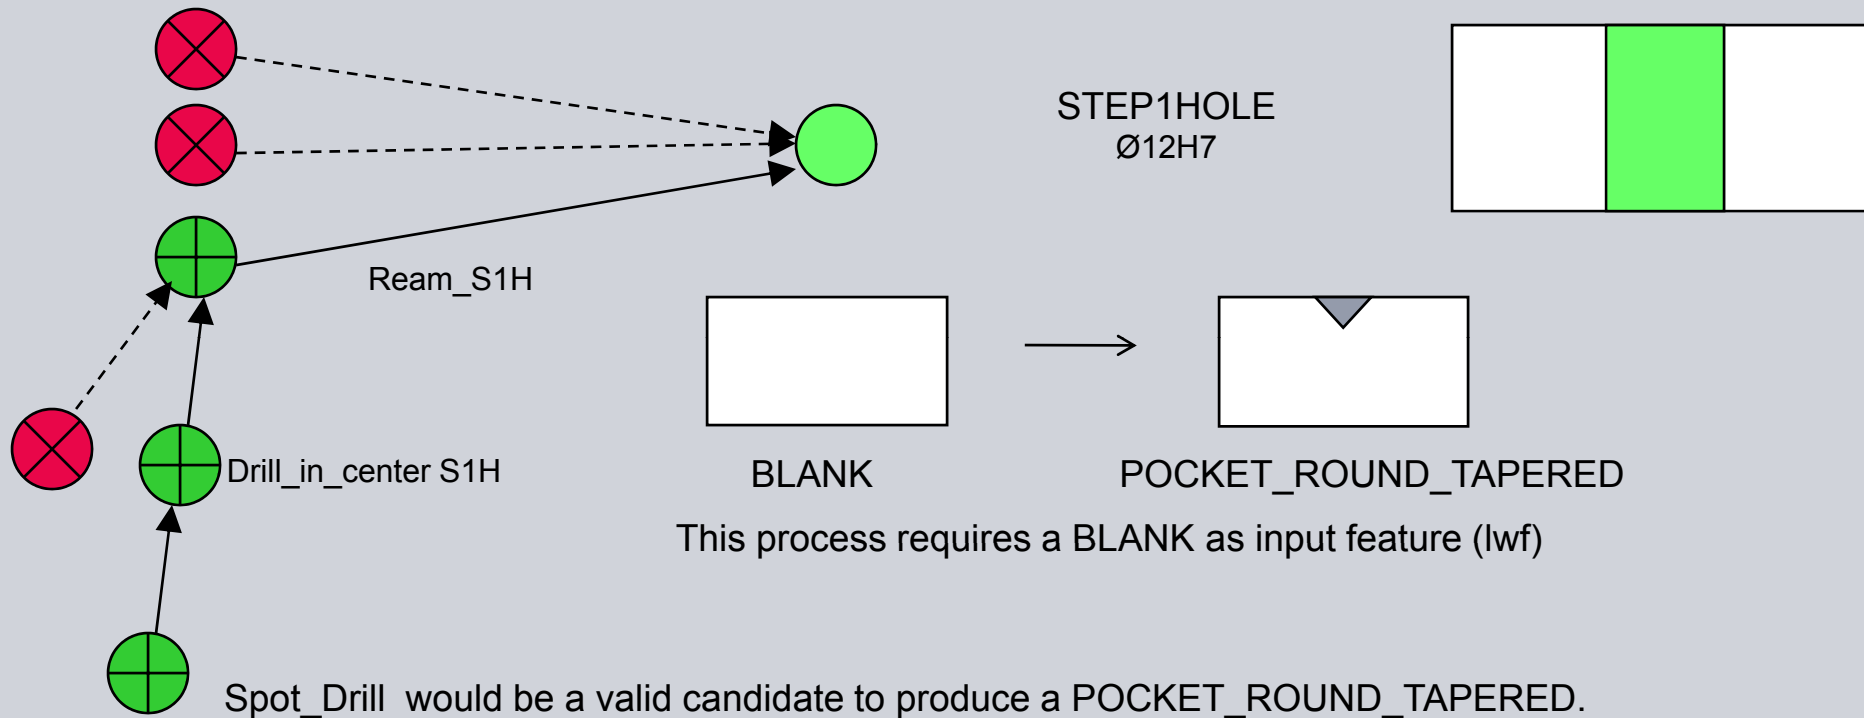 STEP1HOLE
Ø12H7
Ream_S1H
Drill_in_center S1H
BLANK
POCKET_ROUND_TAPERED
This process requires a BLANK as input feature (lwf)
Spot_Drill would be a valid candidate to produce a POCKET_ROUND_TAPERED.